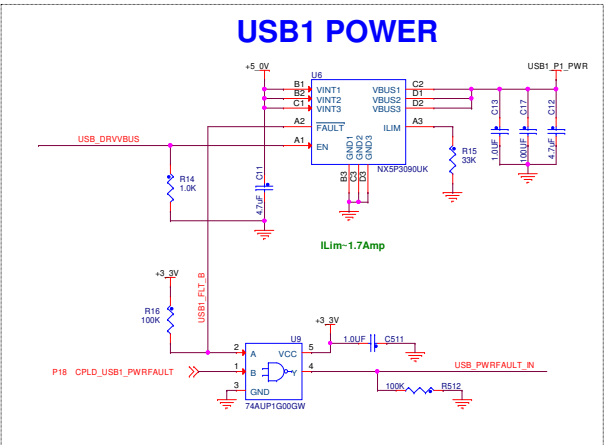 USB1 POWER
+5_0V
U6
USB1_P1_PWR
B1 VINT1 VBUS1 C2
B2 VINT2 VBUS2 D1
C1 VINT3 VBUS3 D2
A2 FAULT ILIM A3
USB_DRVVBUS
A1 EN
GND1
GND2
GND3
B3
C3
D3
NX5P3090UK
C13
1.0UF
C17
100UF
C12
4.7uF
R14
1.0K
C11
4.7uF
R15
33K
ILim~1.7Amp
+3_3V
USB1_FLT_B
R16
100K
+3_3V
U9
1.0UF C511
2 A VCC 5
P18 CPLD_USB1_PWRFAULT
1 B Y 4
USB_PWRFAULT_IN
3 GND
100K R512
74AUP1G00GW